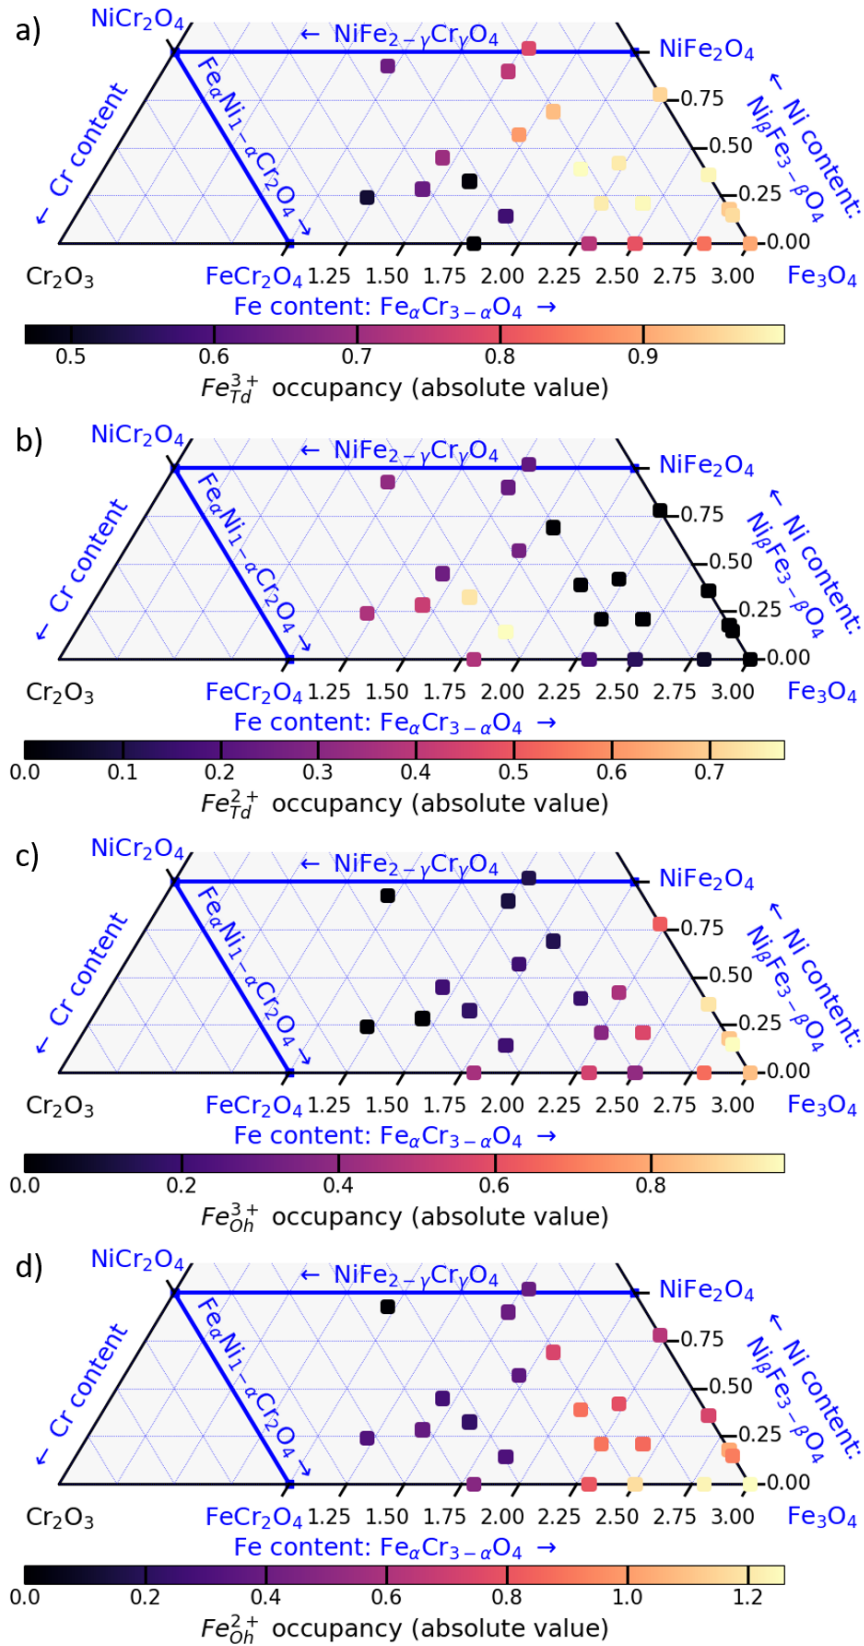 a)
NiCr₂O₄
← NiFe₂₋ᵧCrᵧO₄
NiFe₂O₄
← Cr content
FeαNi₁₋αCr₂O₄ →
← Ni content:
NiᵦFe₃₋ᵦO₄
0.75
0.50
0.25
0.00
Cr₂O₃
FeCr₂O₄
1.25 1.50 1.75 2.00 2.25 2.50 2.75 3.00
Fe₃O₄
Fe content: FeαCr₃₋αO₄ →
0.5 0.6 0.7 0.8 0.9
Fe³⁺Td occupancy (absolute value)
b)
NiCr₂O₄
← NiFe₂₋ᵧCrᵧO₄
NiFe₂O₄
← Cr content
FeαNi₁₋αCr₂O₄ →
← Ni content:
NiᵦFe₃₋ᵦO₄
0.75
0.50
0.25
0.00
Cr₂O₃
FeCr₂O₄
1.25 1.50 1.75 2.00 2.25 2.50 2.75 3.00
Fe₃O₄
Fe content: FeαCr₃₋αO₄ →
0.0 0.1 0.2 0.3 0.4 0.5 0.6 0.7
Fe²⁺Td occupancy (absolute value)
c)
NiCr₂O₄
← NiFe₂₋ᵧCrᵧO₄
NiFe₂O₄
← Cr content
FeαNi₁₋αCr₂O₄ →
← Ni content:
NiᵦFe₃₋ᵦO₄
0.75
0.50
0.25
0.00
Cr₂O₃
FeCr₂O₄
1.25 1.50 1.75 2.00 2.25 2.50 2.75 3.00
Fe₃O₄
Fe content: FeαCr₃₋αO₄ →
0.0 0.2 0.4 0.6 0.8
Fe³⁺Oh occupancy (absolute value)
d)
NiCr₂O₄
← NiFe₂₋ᵧCrᵧO₄
NiFe₂O₄
← Cr content
FeαNi₁₋αCr₂O₄ →
← Ni content:
NiᵦFe₃₋ᵦO₄
0.75
0.50
0.25
0.00
Cr₂O₃
FeCr₂O₄
1.25 1.50 1.75 2.00 2.25 2.50 2.75 3.00
Fe₃O₄
Fe content: FeαCr₃₋αO₄ →
0.0 0.2 0.4 0.6 0.8 1.0 1.2
Fe²⁺Oh occupancy (absolute value)